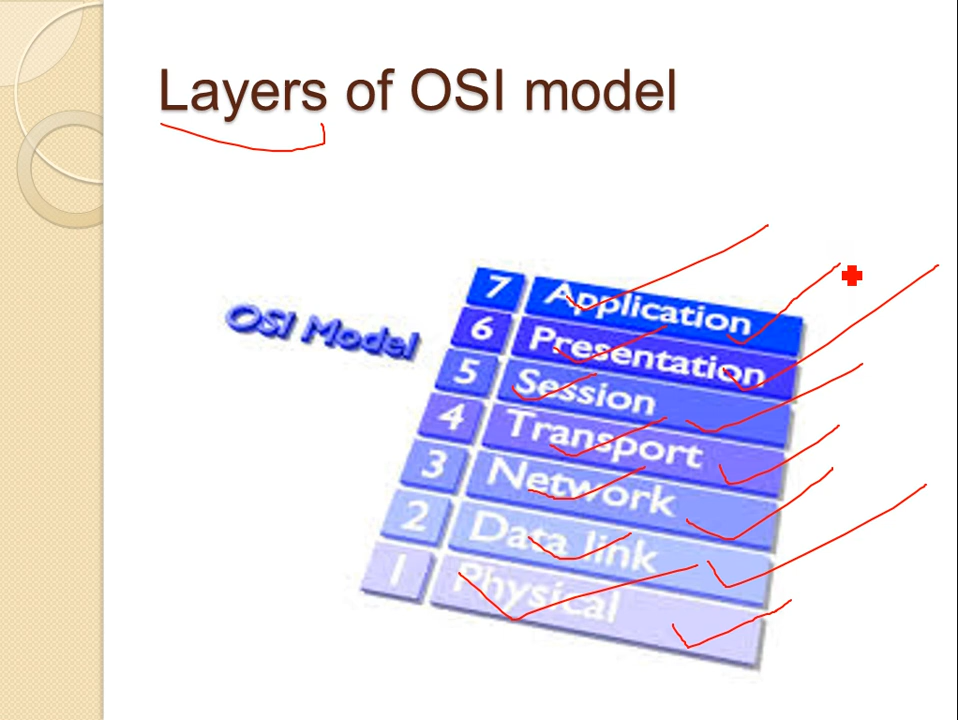 Layers of OSI model
OSI Model
7 Application
6 Presentation
5 Session
4 Transport
3 Network
2 Data link
1 Physical